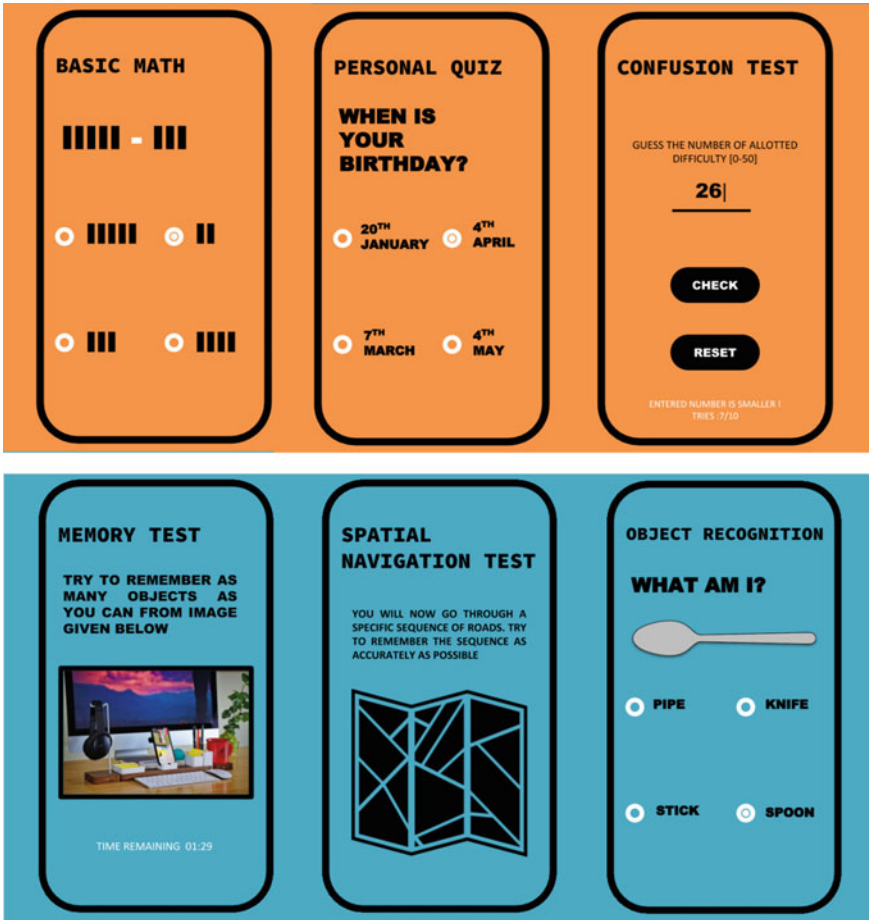 BASIC MATH
PERSONAL QUIZ
WHEN IS
YOUR
BIRTHDAY?
20TH
JANUARY
4TH
APRIL
7TH
MARCH
4TH
MAY
CONFUSION TEST
GUESS THE NUMBER OF ALLOTTED
DIFFICULTY [0-50]
26
CHECK
RESET
ENTERED NUMBER IS SMALLER !
TRIES :7/10
MEMORY TEST
TRY TO REMEMBER AS
MANY OBJECTS AS
YOU CAN FROM IMAGE
GIVEN BELOW
TIME REMAINING 01:29
SPATIAL
NAVIGATION TEST
YOU WILL NOW GO THROUGH A
SPECIFIC SEQUENCE OF ROADS. TRY
TO REMEMBER THE SEQUENCE AS
ACCURATELY AS POSSIBLE
OBJECT RECOGNITION
WHAT AM I?
PIPE
KNIFE
STICK
SPOON